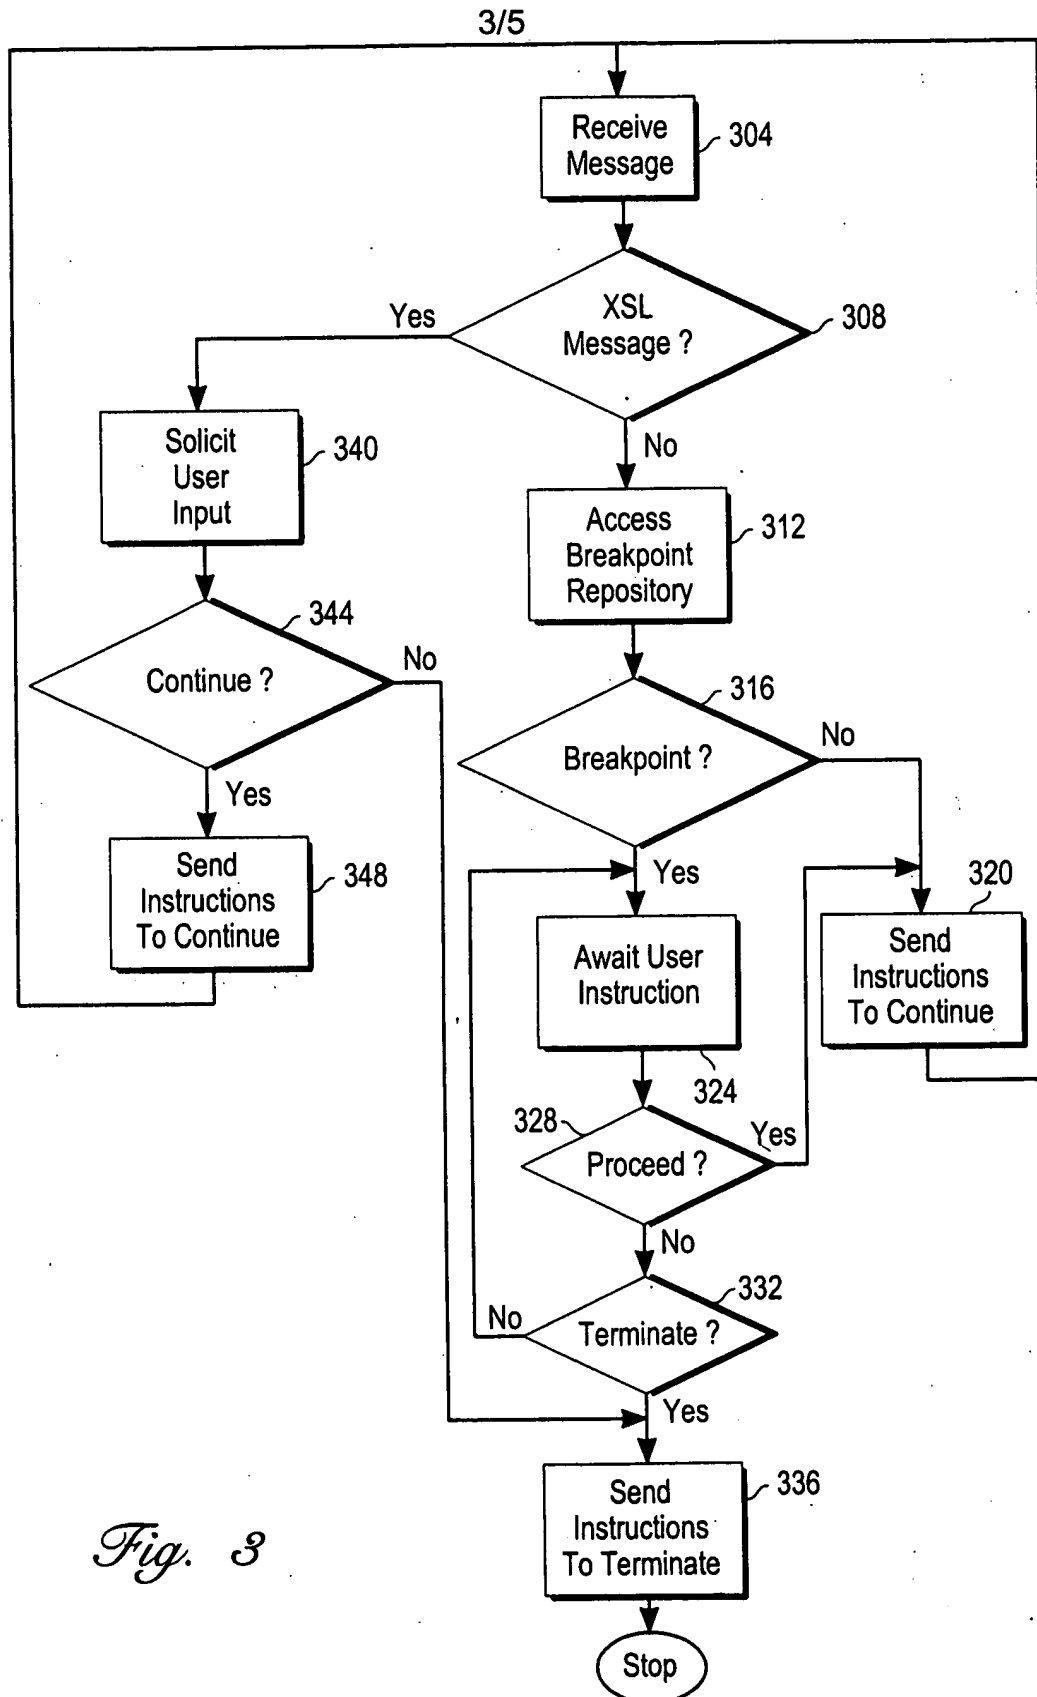 3/5
Receive
Message
304
XSL
Message ?
308
Yes
No
Solicit
User
Input
340
Access
Breakpoint
Repository
312
344
Continue ?
No
Yes
316
Breakpoint ?
No
Yes
Send
Instructions
To Continue
348
320
Send
Instructions
To Continue
Await User
Instruction
324
328
Proceed ?
Yes
No
332
Terminate ?
No
Yes
Send
Instructions
To Terminate
336
Stop
Fig. 3